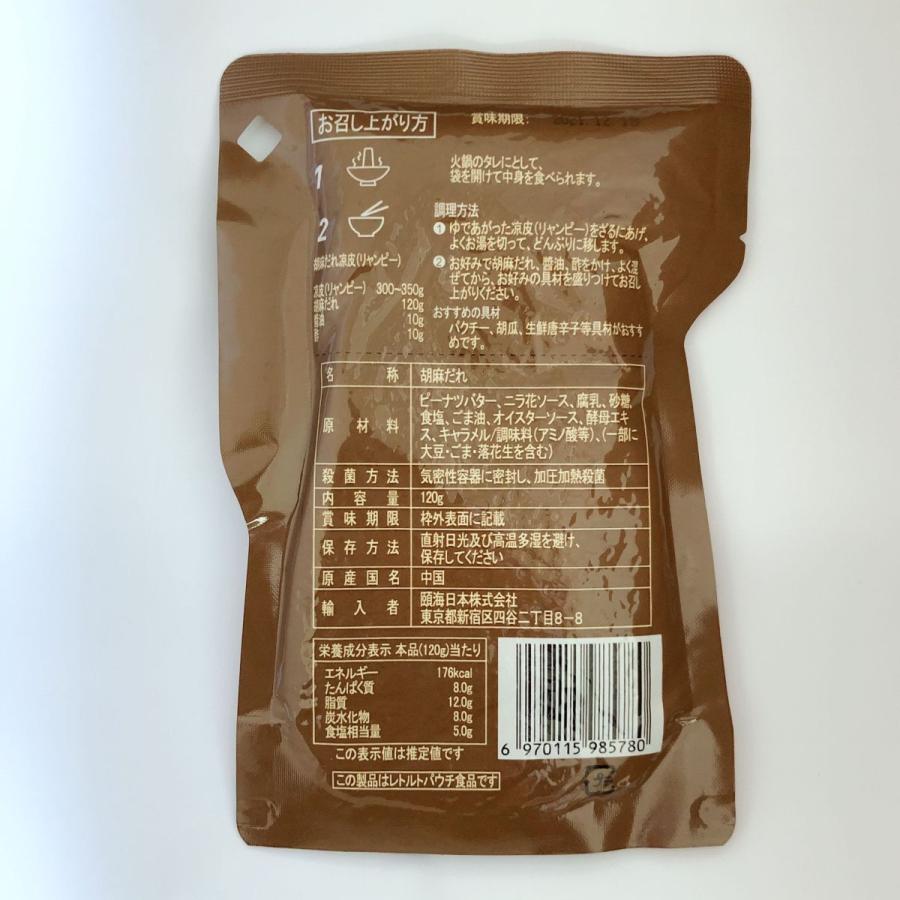 お召し上がり方
賞味期限:
1
火鍋のタレにとして、
袋を開けて中身を食べられます。
2
胡麻だれ凉皮(リャンピー)
凉皮(リャンピー) 300~350g
胡麻だれ 120g
醤油 10g
酢 10g
調理方法
① ゆであがった凉皮(リャンピー)をざるにあげ、
よくお湯を切って、どんぶりに移します。
② お好みで胡麻だれ、醤油、酢をかけ、よく混
ぜてから、お好みの具材を盛りつけてお召し
上がりください。
おすすめの具材
パクチー、胡瓜、生鮮唐辛子等具材がおすす
めです。
名称 胡麻だれ
原材料 ピーナツバター、ニラ花ソース、腐乳、砂糖、
食塩、ごま油、オイスターソース、酵母エキ
ス、キャラメル/調味料(アミノ酸等)、(一部に
大豆・ごま・落花生を含む)
殺菌方法 気密性容器に密封し、加圧加熱殺菌
内容量 120g
賞味期限 枠外表面に記載
保存方法 直射日光及び高温多湿を避け、
保存してください
原産国名 中国
輸入者 頤海日本株式会社
東京都新宿区四谷二丁目8-8
栄養成分表示 本品(120g)当たり
エネルギー 176kcal
たんぱく質 8.0g
脂質 12.0g
炭水化物 8.0g
食塩相当量 5.0g
この表示値は推定値です
この製品はレトルトパウチ食品です
6 970115 985780